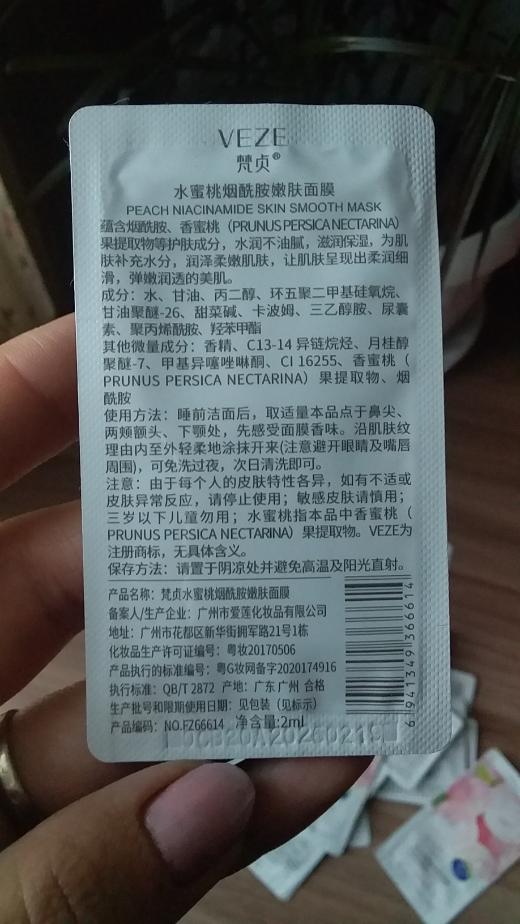 VEZE
梵贞®
水蜜桃烟酰胺嫩肤面膜
PEACH NIACINAMIDE SKIN SMOOTH MASK
蕴含烟酰胺、香蜜桃（PRUNUS PERSICA NECTARINA）
果提取物等护肤成分，水润不油腻，滋润保湿，为肌
肤补充水分，润泽柔嫩肌肤，让肌肤呈现出柔润细
滑，弹嫩润透的美肌。
成分：水、甘油、丙二醇、环五聚二甲基硅氧烷、
甘油聚醚-26、甜菜碱、卡波姆、三乙醇胺、尿囊
素、聚丙烯酰胺、羟苯甲酯
其他微量成分：香精、C13-14 异链烷烃、月桂醇
聚醚-7、甲基异噻唑啉酮、CI 16255、香蜜桃（
PRUNUS PERSICA NECTARINA）果提取物、烟
酰胺
使用方法：睡前洁面后，取适量本品点于鼻尖、
两颊额头、下颚处，先感受面膜香味。沿肌肤纹
理由内至外轻柔地涂抹开来(注意避开眼睛及嘴唇
周围)，可免洗过夜，次日清洗即可。
注意：由于每个人的皮肤特性各异，如有不适或
皮肤异常反应，请停止使用；敏感皮肤请慎用；
三岁以下儿童勿用；水蜜桃指本品中香蜜桃（
PRUNUS PERSICA NECTARINA）果提取物。VEZE为
注册商标，无具体含义。
保存方法：请置于阴凉处并避免高温及阳光直射。
产品名称：梵贞水蜜桃烟酰胺嫩肤面膜
备案人/生产企业：广州市爱莲化妆品有限公司
地址：广州市花都区新华街拥军路21号1栋
化妆品生产许可证编号：粤妆20170506
产品执行的标准编号：粤G妆网备字2020174916
执行标准：QB/T 2872 产地：广东广州 合格
生产批号和限期使用日期：见包装（见标示）
产品编码：NO.FZ66614 净含量:2ml
6 941349 366614